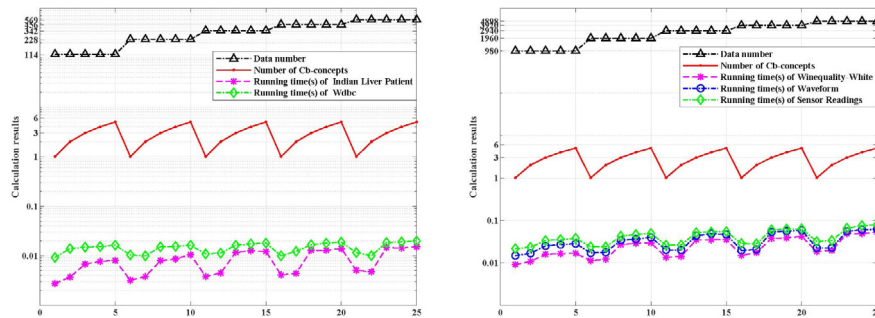 569
456
342
228
114
6
3
1
0.1
0.01
0
5
10
15
20
25
Calculation results
Data number
Number of Cb-concepts
Running time(s) of Indian Liver Patient
Running time(s) of Wdbc
4898
3920
2940
1960
980
6
3
1
0.1
0.01
0
5
10
15
20
25
Calculation results
Data number
Number of Cb-concepts
Running time(s) of Winequality-White
Running time(s) of Waveform
Running time(s) of Sensor Readings